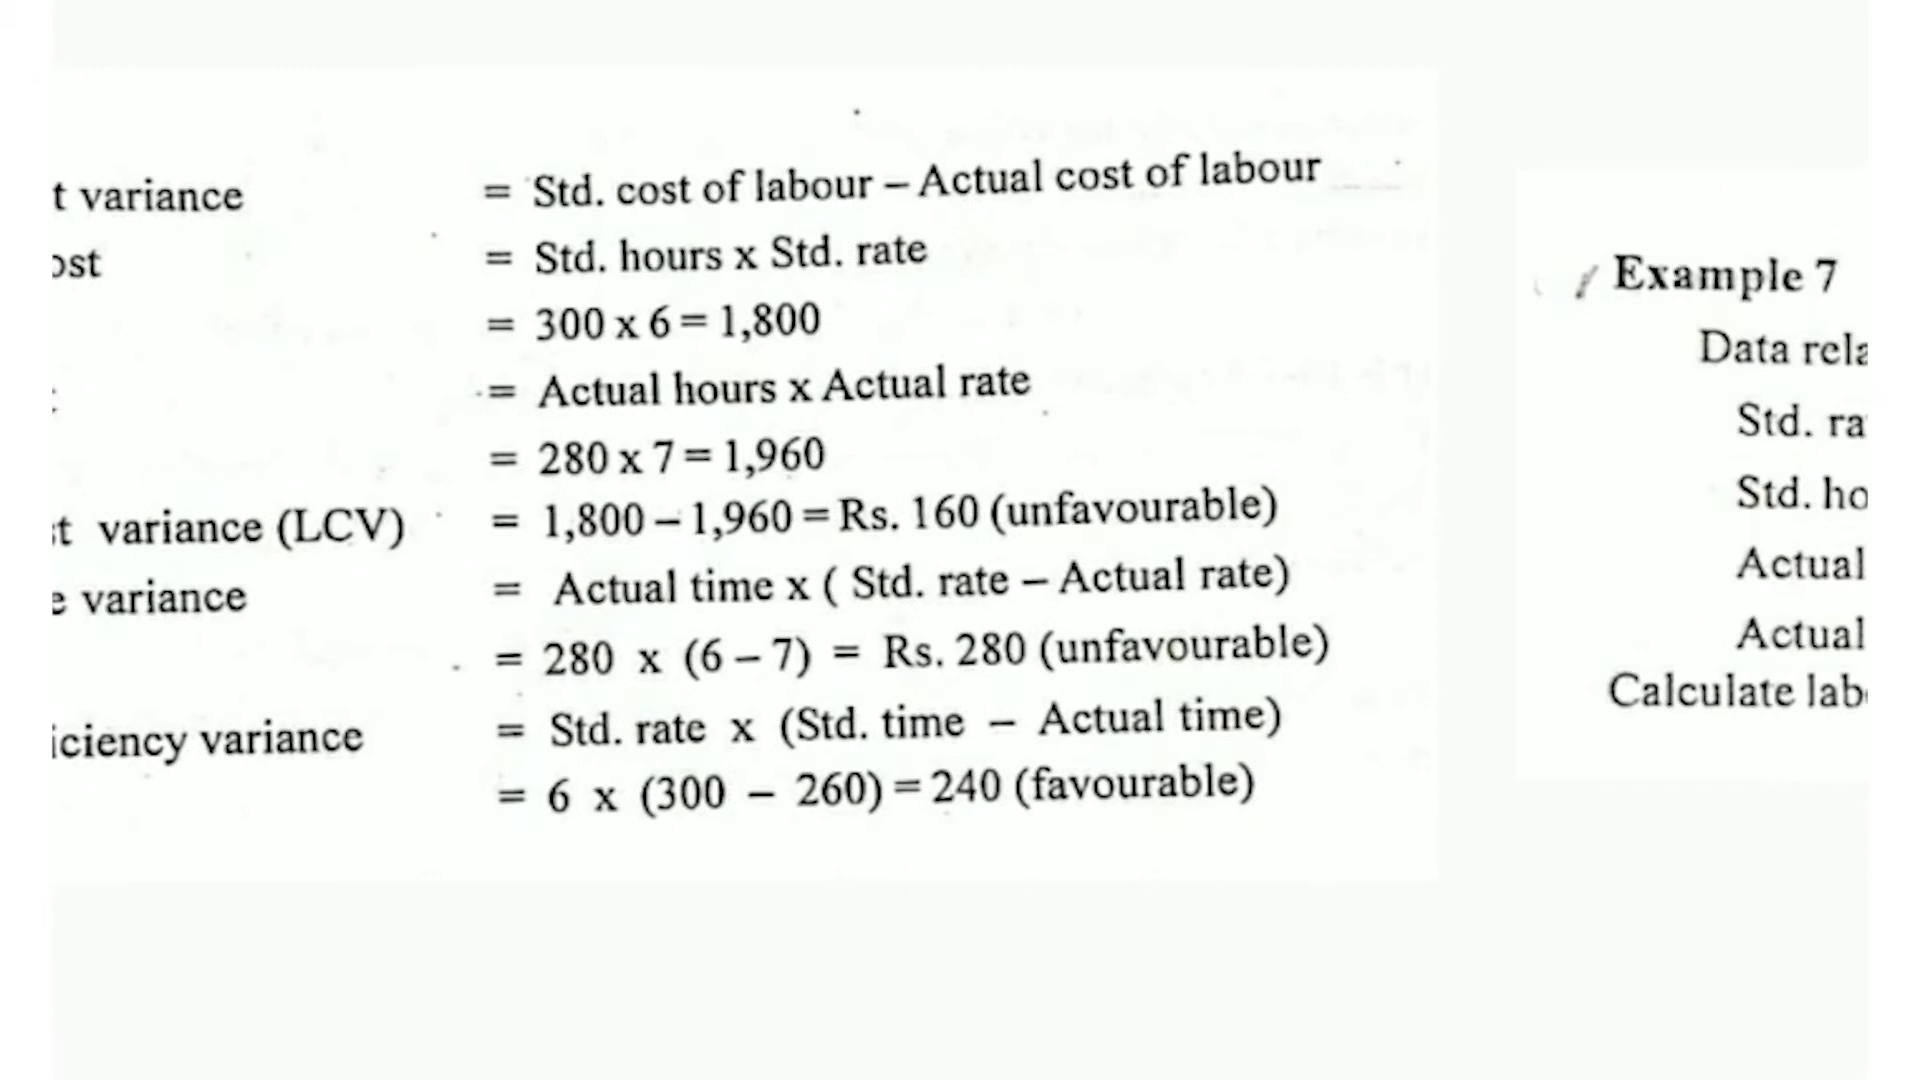 t variance = Std. cost of labour – Actual cost of labour
ost = Std. hours x Std. rate
= 300 x 6 = 1,800
: = Actual hours x Actual rate
= 280 x 7 = 1,960
t variance (LCV) = 1,800 – 1,960 = Rs. 160 (unfavourable)
e variance = Actual time x ( Std. rate – Actual rate)
= 280 x (6 – 7) = Rs. 280 (unfavourable)
iciency variance = Std. rate x (Std. time – Actual time)
= 6 x (300 – 260) = 240 (favourable)
Example 7
Data rela
Std. ra
Std. ho
Actual
Actual
Calculate lab